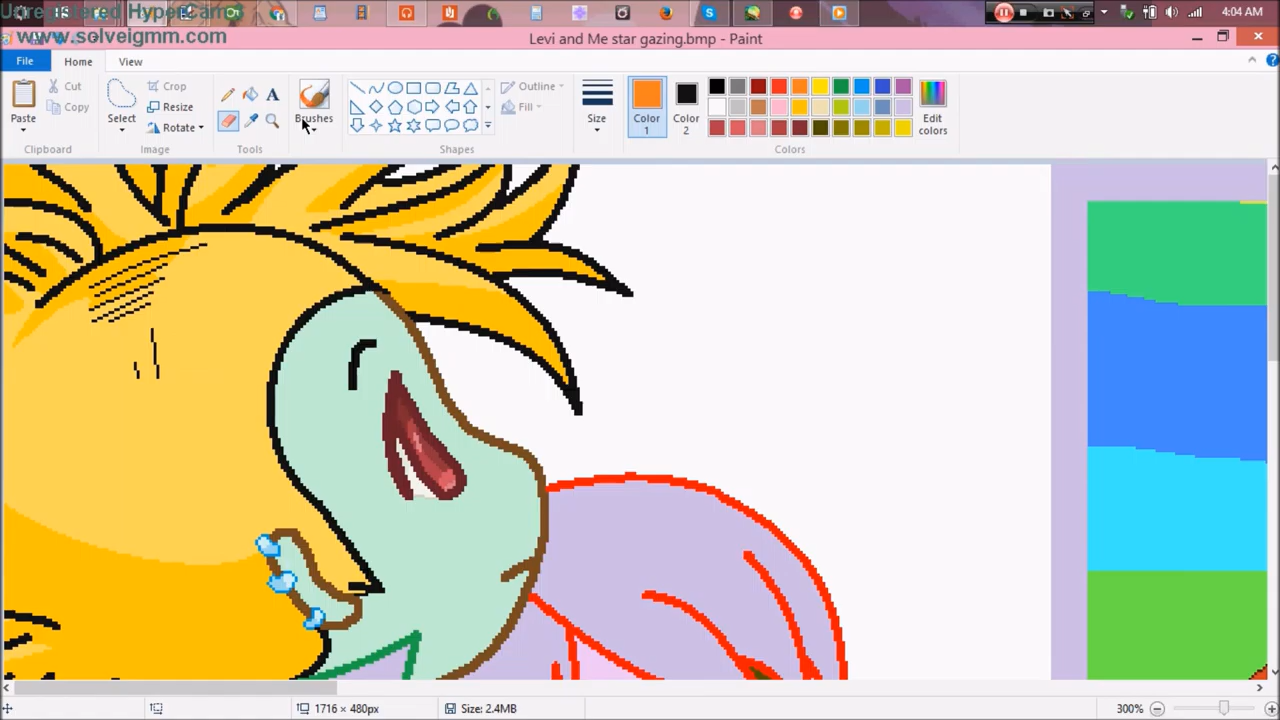 Unregistered HyperCam 3
www.solveigmm.com
4:04 AM
Levi and Me star gazing.bmp - Paint
File Home View
Paste Cut Copy
Select Crop Resize Rotate
A
Brushes
Outline Fill
Size
Color 1
Color 2
Edit colors
Clipboard Image Tools Shapes Colors
1716 × 480px Size: 2.4MB 300%